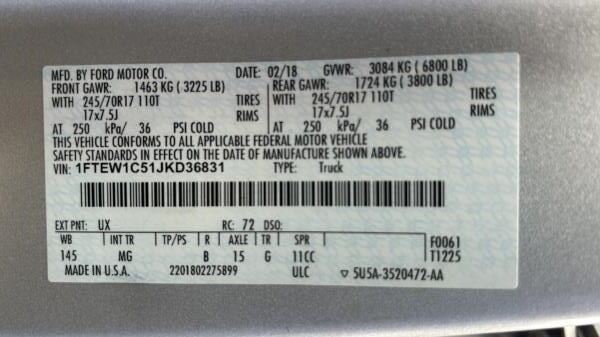 MFD. BY FORD MOTOR CO. DATE: 02/18 GVWR: 3084 KG ( 6800 LB)
FRONT GAWR: 1463 KG ( 3225 LB) REAR GAWR: 1724 KG ( 3800 LB)
WITH 245/70R17 110T TIRES WITH 245/70R17 110T TIRES
17x7.5J RIMS 17x7.5J RIMS
AT 250 kPa/ 36 PSI COLD AT 250 kPa/ 36 PSI COLD
THIS VEHICLE CONFORMS TO ALL APPLICABLE FEDERAL MOTOR VEHICLE
SAFETY STANDARDS IN EFFECT ON THE DATE OF MANUFACTURE SHOWN ABOVE.
VIN: 1FTEW1C51JKD36831 TYPE: Truck
EXT PNT: UX RC: 72 DSO:
WB INT TR TP/PS R AXLE TR SPR F0061
145 MG B 15 G 11CC T1225
MADE IN U.S.A. 2201802275899 ULC ▽ 5U5A-3520472-AA